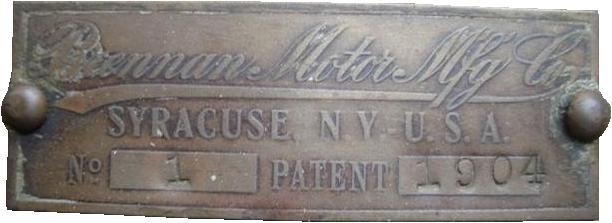 Brennan Motor Mfg Co.
SYRACUSE, N.Y.-U.S.A.
No 1 PATENT 1904